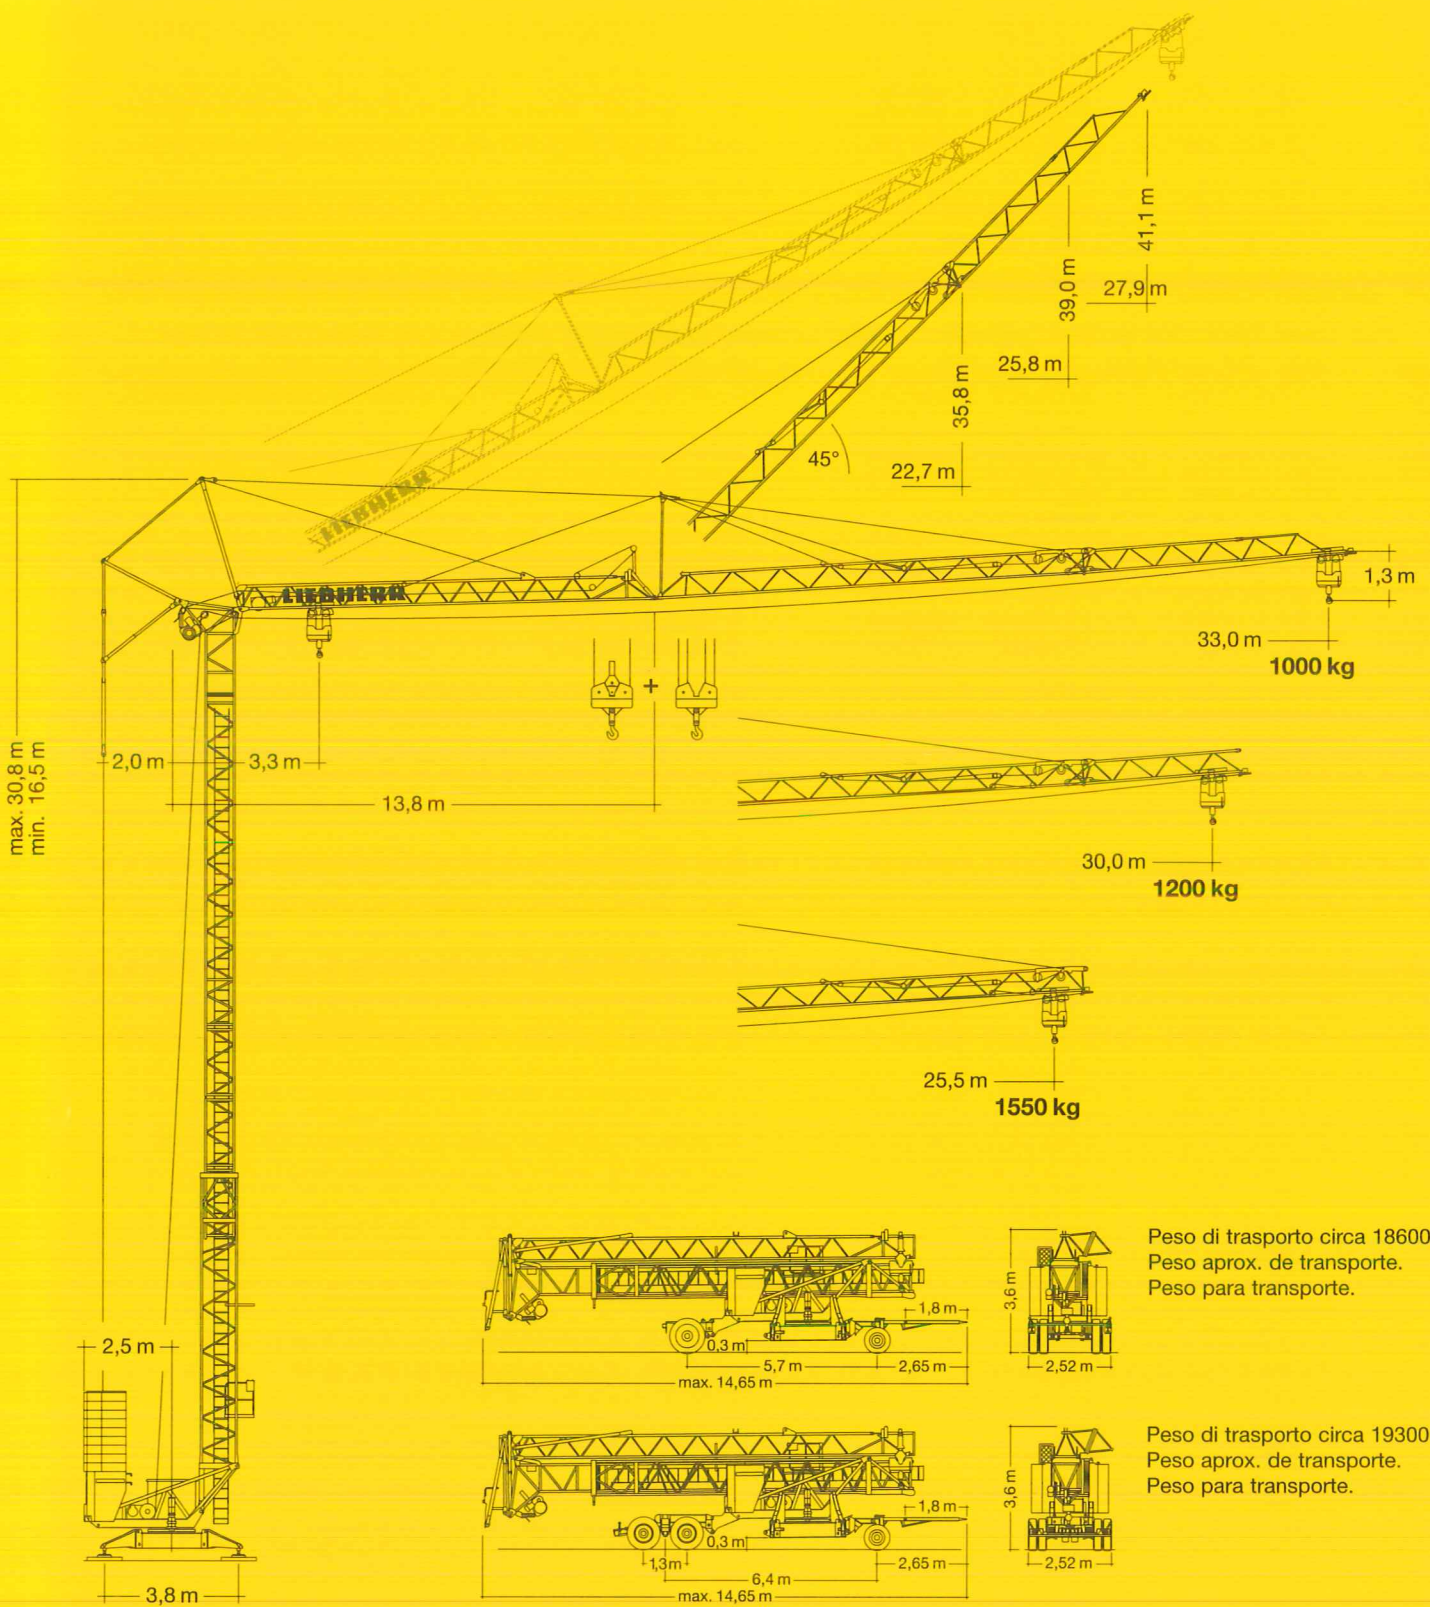 41,1 m
39,0 m
27,9 m
25,8 m
35,8 m
45°
22,7 m
LIEBHERR
LIEBHERR
1,3 m
33,0 m
1000 kg
+
max. 30,8 m
min. 16,5 m
2,0 m
3,3 m
13,8 m
30,0 m
1200 kg
25,5 m
1550 kg
2,5 m
3,8 m
1,8 m
0,3 m
5,7 m
2,65 m
max. 14,65 m
3,6 m
2,52 m
Peso di trasporto circa 18600
Peso aprox. de transporte.
Peso para transporte.
1,8 m
0,3 m
1,3 m
6,4 m
2,65 m
max. 14,65 m
3,6 m
2,52 m
Peso di trasporto circa 19300
Peso aprox. de transporte.
Peso para transporte.